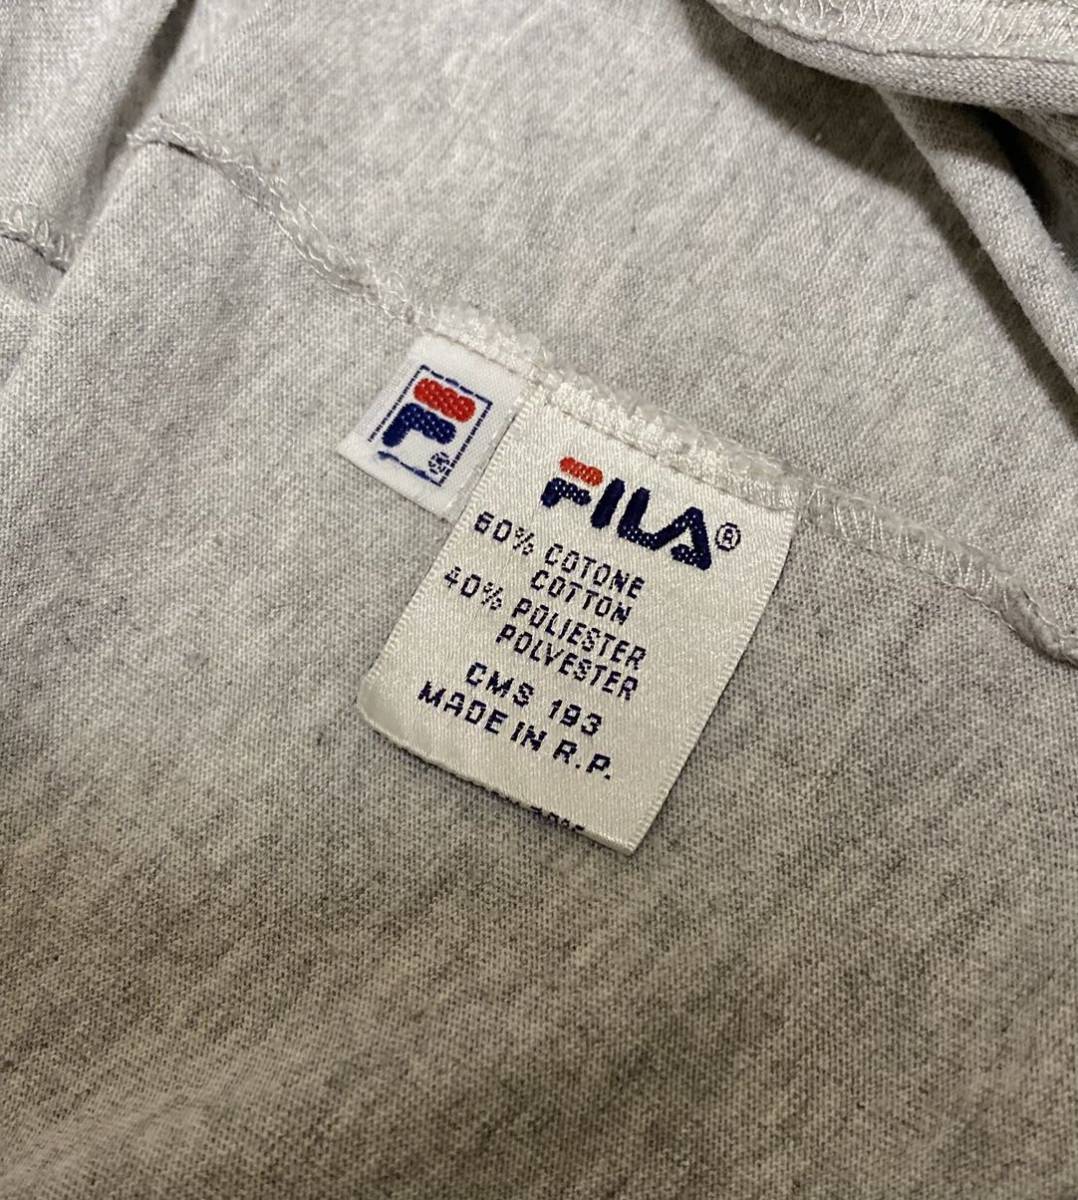 F
®
FILA®
60% COTONE
COTTON
40% POLIESTER
POLYESTER
CMS 193
MADE IN R.P.